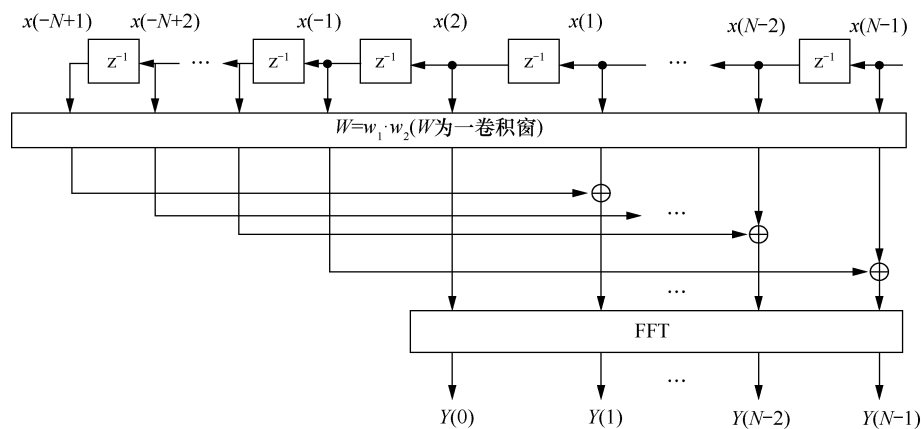 x(−N+1) x(−N+2) x(−1) x(2) x(1) x(N−2) x(N−1)
z⁻¹ ... z⁻¹ z⁻¹ z⁻¹ ... z⁻¹
W=w₁·w₂(W为一卷积窗)
...
...
FFT
...
Y(0) Y(1) Y(N−2) Y(N−1)